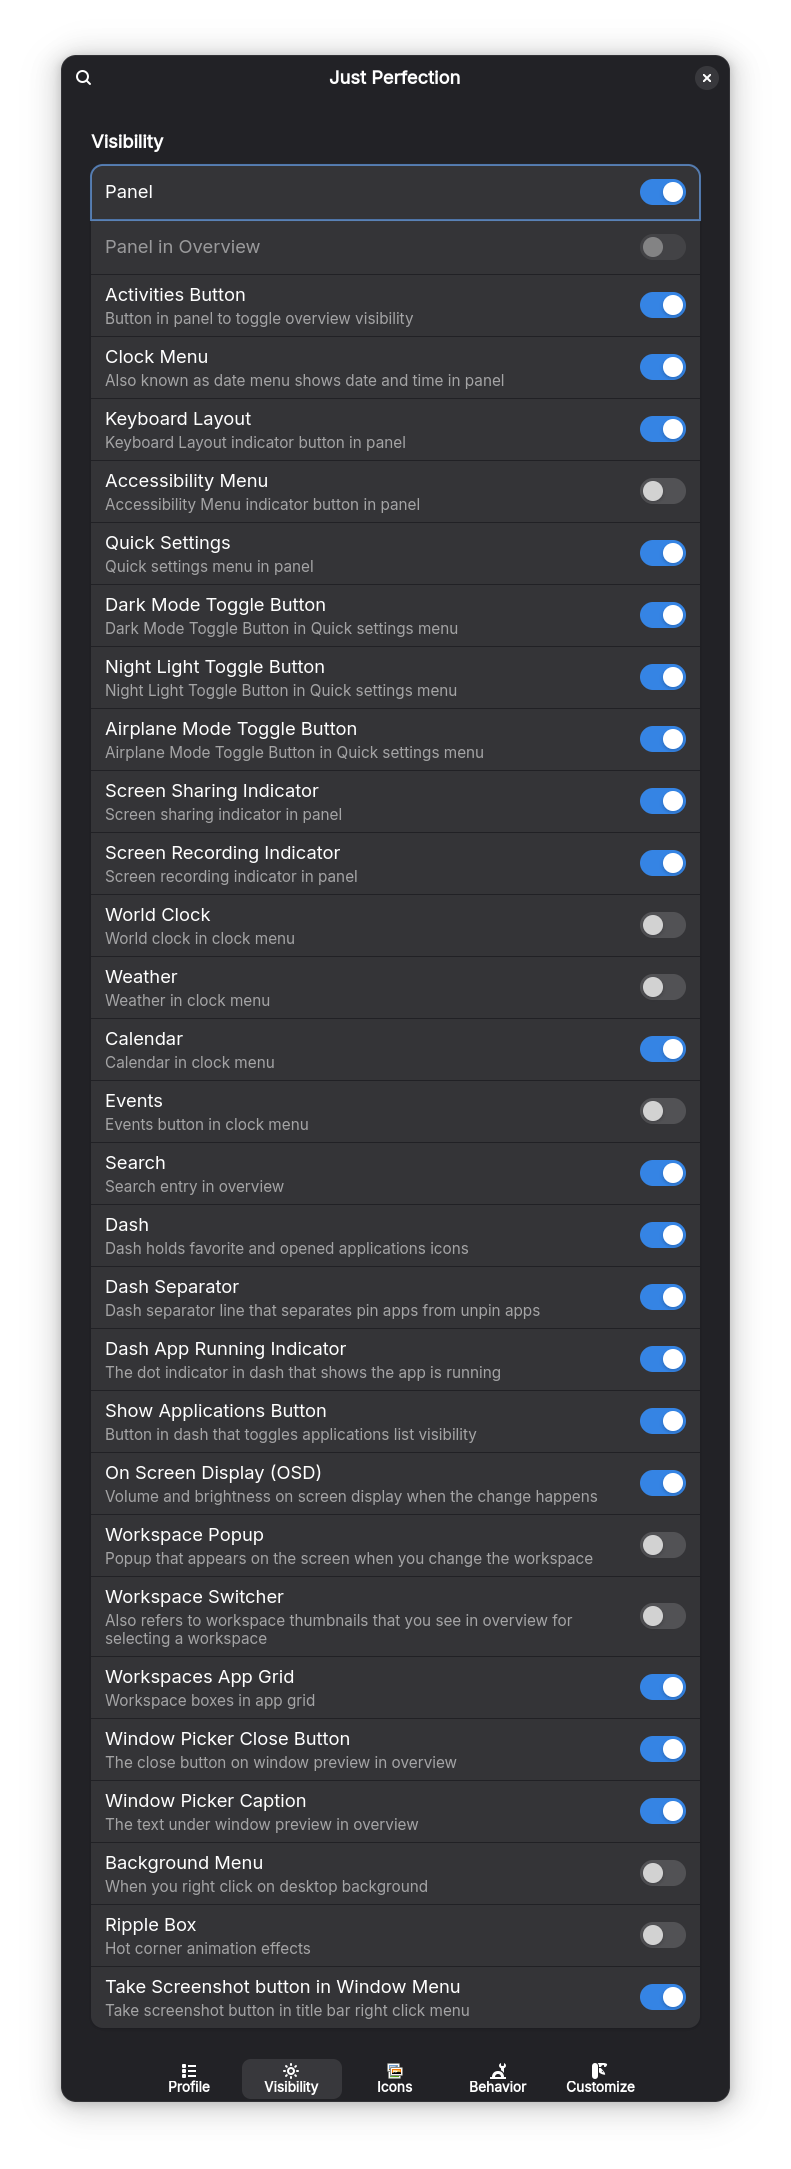 Just Perfection
Visibility
Panel
Panel in Overview
Activities Button
Button in panel to toggle overview visibility
Clock Menu
Also known as date menu shows date and time in panel
Keyboard Layout
Keyboard Layout indicator button in panel
Accessibility Menu
Accessibility Menu indicator button in panel
Quick Settings
Quick settings menu in panel
Dark Mode Toggle Button
Dark Mode Toggle Button in Quick settings menu
Night Light Toggle Button
Night Light Toggle Button in Quick settings menu
Airplane Mode Toggle Button
Airplane Mode Toggle Button in Quick settings menu
Screen Sharing Indicator
Screen sharing indicator in panel
Screen Recording Indicator
Screen recording indicator in panel
World Clock
World clock in clock menu
Weather
Weather in clock menu
Calendar
Calendar in clock menu
Events
Events button in clock menu
Search
Search entry in overview
Dash
Dash holds favorite and opened applications icons
Dash Separator
Dash separator line that separates pin apps from unpin apps
Dash App Running Indicator
The dot indicator in dash that shows the app is running
Show Applications Button
Button in dash that toggles applications list visibility
On Screen Display (OSD)
Volume and brightness on screen display when the change happens
Workspace Popup
Popup that appears on the screen when you change the workspace
Workspace Switcher
Also refers to workspace thumbnails that you see in overview for
selecting a workspace
Workspaces App Grid
Workspace boxes in app grid
Window Picker Close Button
The close button on window preview in overview
Window Picker Caption
The text under window preview in overview
Background Menu
When you right click on desktop background
Ripple Box
Hot corner animation effects
Take Screenshot button in Window Menu
Take screenshot button in title bar right click menu
Profile
Visibility
Icons
Behavior
Customize